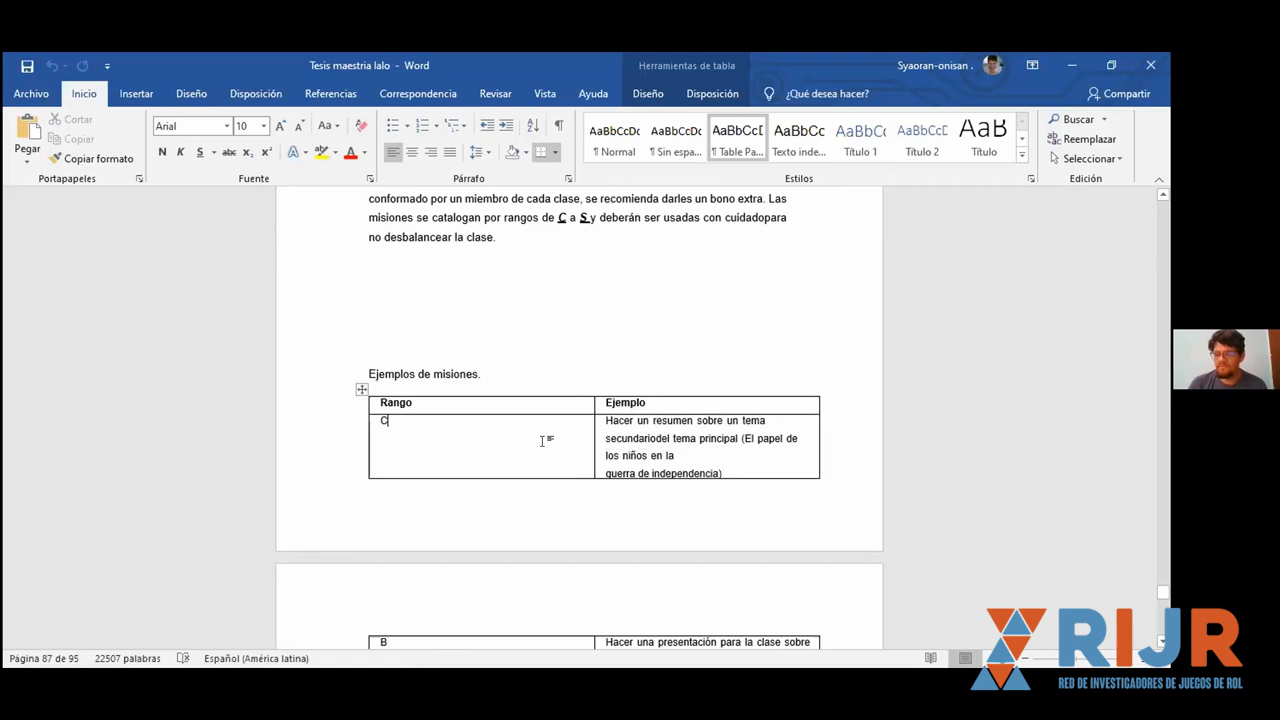 Tesis maestria lalo - Word
Herramientas de tabla
Syaoran-onisan .
Archivo Inicio Insertar Diseño Disposición Referencias Correspondencia Revisar Vista Ayuda Diseño Disposición ¿Qué desea hacer? Compartir
Pegar
Cortar
Copiar
Copiar formato
Portapapeles
Arial 10
Aa
N K S abc x₂ x² A A
Fuente
Párrafo
AaBbCcDc AaBbCcDc AaBbCcD AaBbCc AaBbCc AaBbCcD AaB
¶ Normal ¶ Sin espa... ¶ Table Pa... Texto inde... Título 1 Título 2 Título
Estilos
Buscar
Reemplazar
Seleccionar
Edición
conformado por un miembro de cada clase, se recomienda darles un bono extra. Las
misiones se catalogan por rangos de C a S y deberán ser usadas con cuidadopara
no desbalancear la clase.
Ejemplos de misiones.
Rango Ejemplo
C Hacer un resumen sobre un tema
secundariodel tema principal (El papel de
los niños en la
guerra de independencia)
B Hacer una presentación para la clase sobre
Página 87 de 95 22507 palabras Español (América latina)
RIJR
RED DE INVESTIGADORES DE JUEGOS DE ROL